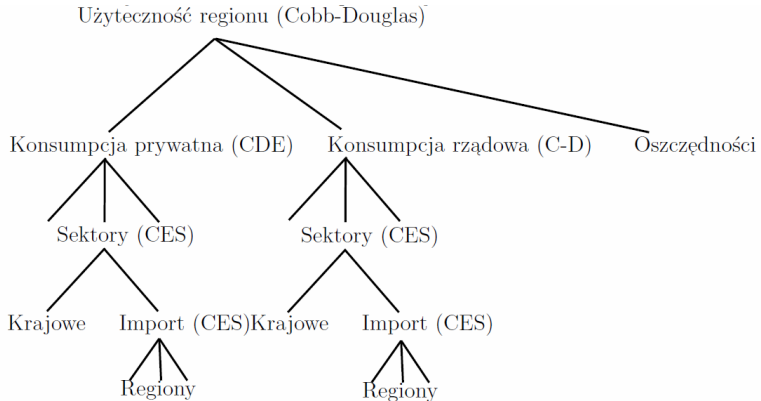 Użyteczność regionu (Cobb-Douglas)
Konsumpcja prywatna (CDE) Konsumpcja rządowa (C-D) Oszczędności
Sektory (CES) Sektory (CES)
Krajowe Import (CES) Krajowe Import (CES)
Regiony Regiony